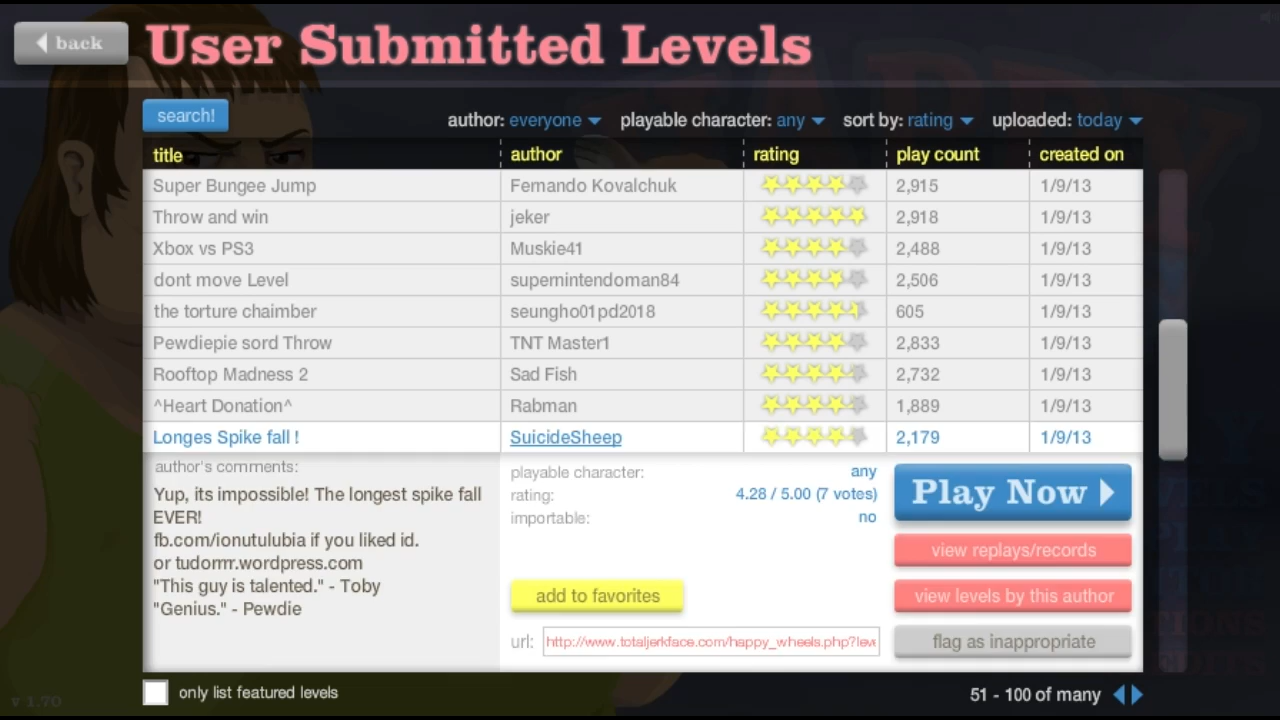 back
User Submitted Levels
search!
author: everyone playable character: any sort by: rating uploaded: today
title author rating play count created on
Super Bungee Jump Fernando Kovalchuk 2,915 1/9/13
Throw and win jeker 2,918 1/9/13
Xbox vs PS3 Muskie41 2,488 1/9/13
dont move Level supernintendoman84 2,506 1/9/13
the torture chaimber seungho01pd2018 605 1/9/13
Pewdiepie sord Throw TNT Master1 2,833 1/9/13
Rooftop Madness 2 Sad Fish 2,732 1/9/13
^Heart Donation^ Rabman 1,889 1/9/13
Longes Spike fall ! SuicideSheep 2,179 1/9/13
author's comments:
Yup, its impossible! The longest spike fall
EVER!
fb.com/ionutulubia if you liked id.
or tudorrrr.wordpress.com
"This guy is talented." - Toby
"Genius." - Pewdie
playable character: any
rating: 4.28 / 5.00 (7 votes)
importable: no
add to favorites
url: http://www.totaljerkface.com/happy_wheels.php?leve
Play Now
view replays/records
view levels by this author
flag as inappropriate
only list featured levels
51 - 100 of many
v 1.70